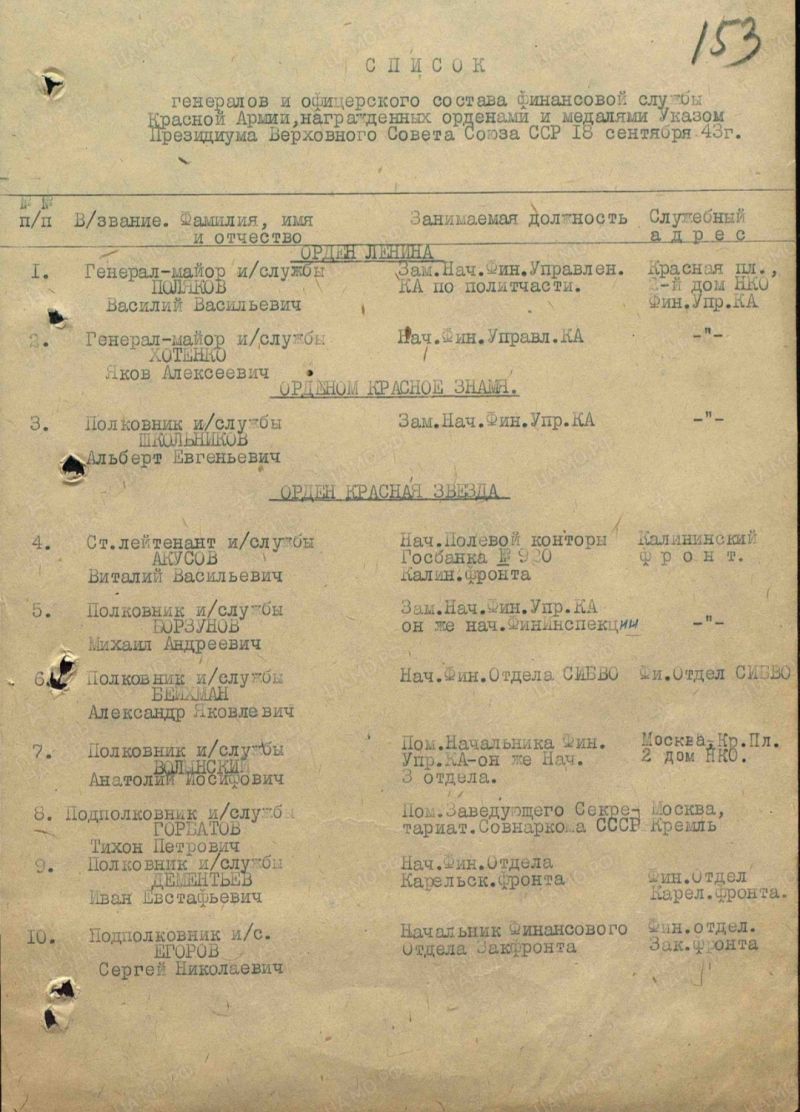 153
СПИСОК
генералов и офицерского состава финансовой службы
Красной Армии,награжденных орденами и медалями Указом
Президиума Верховного Совета Союза ССР 18 сентября 43г.
№ №
п/п В/звание. Фамилия, имя Занимаемая должность Служебный
и отчество адрес
ОРДЕН ЛЕНИНА
1. Генерал-майор и/службы Зам.Нач.Фин.Управлен. Красная пл.,
ПОЛЯКОВ КА по политчасти. 2-й дом НКО
Василий Васильевич Фин.Упр.КА
2. Генерал-майор и/службы Нач.Фин.Управл.КА -"-
ХОТЕНКО
Яков Алексеевич
ОРДЕНОМ КРАСНОЕ ЗНАМЯ.
3. Полковник и/службы Зам.Нач.Фин.Упр.КА -"-
ШКОЛЬНИКОВ
Альберт Евгеньевич
ОРДЕН КРАСНАЯ ЗВЕЗДА
4. Ст.лейтенант и/службы Нач.Полевой конторы Калининский
АКУСОВ Госбанка № фронт.
Виталий Васильевич Калин.фронта
5. Полковник и/службы Зам.Нач.Фин.Упр.КА
БОРЗУНОВ он же нач.Фининспекции -"-
Михаил Андреевич
6. Полковник и/службы Нач.Фин.Отдела СИБВО Фи.Отдел СИБВО
БЕЙХМАН
Александр Яковлевич
7. Полковник и/службы Пом.Начальника Фин. Москва,Кр.Пл.
ВОЛЫНСКИЙ Упр.КА-он же Нач. 2 дом НКО.
Анатолий Иосифович 3 отдела.
8. Подполковник и/службы Пом.Заведующего Секре- Москва,
ГОРБАТОВ тариат.Совнаркома СССР Кремль
Тихон Петрович
9. Полковник и/службы Нач.Фин.Отдела
ДЕМЕНТЬЕВ Карельск.фронта Фин.Отдел
Иван Евстафьевич Карел.фронта.
10. Подполковник и/с. Начальник Финансового Фин.отдел.
ЕГОРОВ Отдела Закфронта Зак.фронта
Сергей Николаевич